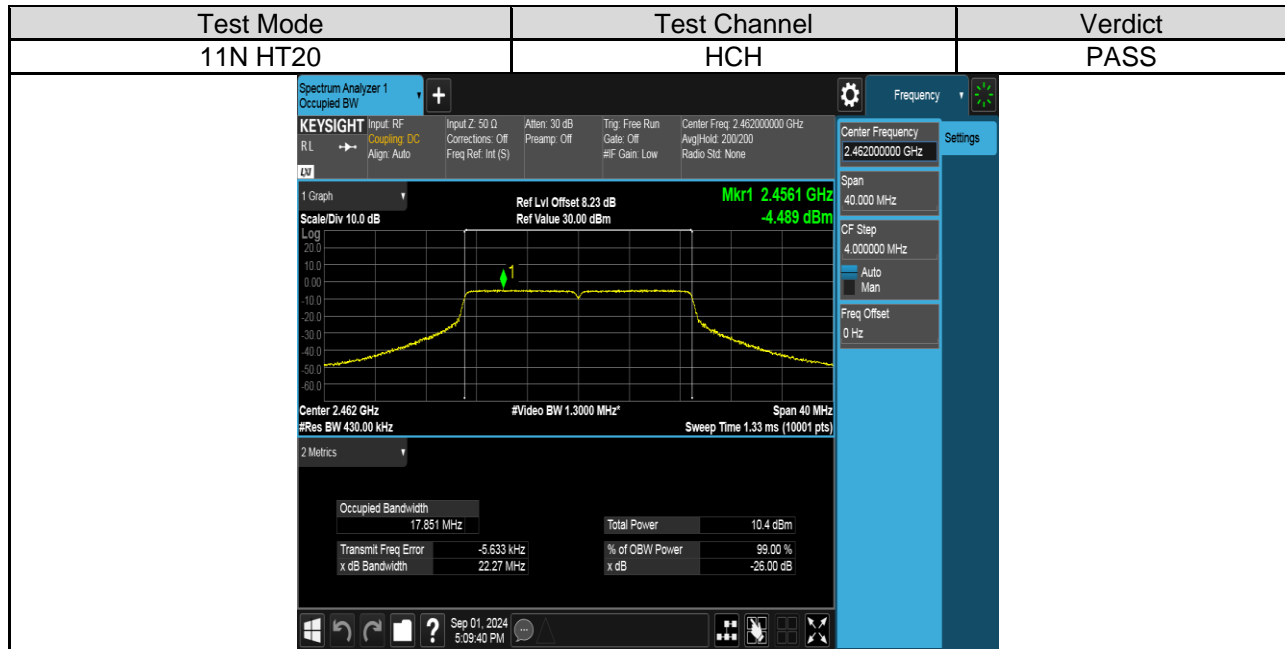 Test Mode Test Channel Verdict
11N HT20 HCH PASS
Spectrum Analyzer 1
Occupied BW
+
Frequency
KEYSIGHT Input: RF Input Z: 50 Ω Atten: 30 dB Trig: Free Run Center Freq: 2.462000000 GHz
RL Coupling: DC Corrections: Off Preamp: Off Gate: Off Avg|Hold: 200/200
Align: Auto Freq Ref: Int (S) #IF Gain: Low Radio Std: None
LXI
Center Frequency
2.462000000 GHz
Settings
Span
40.000 MHz
CF Step
4.000000 MHz
Auto
Man
Freq Offset
0 Hz
1 Graph Ref Lvl Offset 8.23 dB Mkr1 2.4561 GHz
Scale/Div 10.0 dB Ref Value 30.00 dBm -4.489 dBm
Log
20.0
10.0
0.00
-10.0
-20.0
-30.0
-40.0
-50.0
-60.0
1
Center 2.462 GHz #Video BW 1.3000 MHz* Span 40 MHz
#Res BW 430.00 kHz Sweep Time 1.33 ms (10001 pts)
2 Metrics
Occupied Bandwidth
17.851 MHz Total Power 10.4 dBm
Transmit Freq Error -5.633 kHz % of OBW Power 99.00 %
x dB Bandwidth 22.27 MHz x dB -26.00 dB
?
Sep 01, 2024
5:09:40 PM